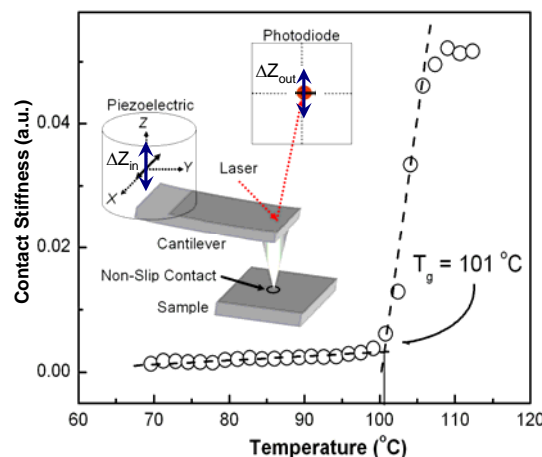 Photodiode
ΔZout
Piezoelectric
Z
ΔZin
Y
X
Laser
Cantilever
Non-Slip Contact
Sample
Tg = 101 °C
Contact Stiffness (a.u.)
0.04
0.02
0.00
60 70 80 90 100 110 120
Temperature (°C)